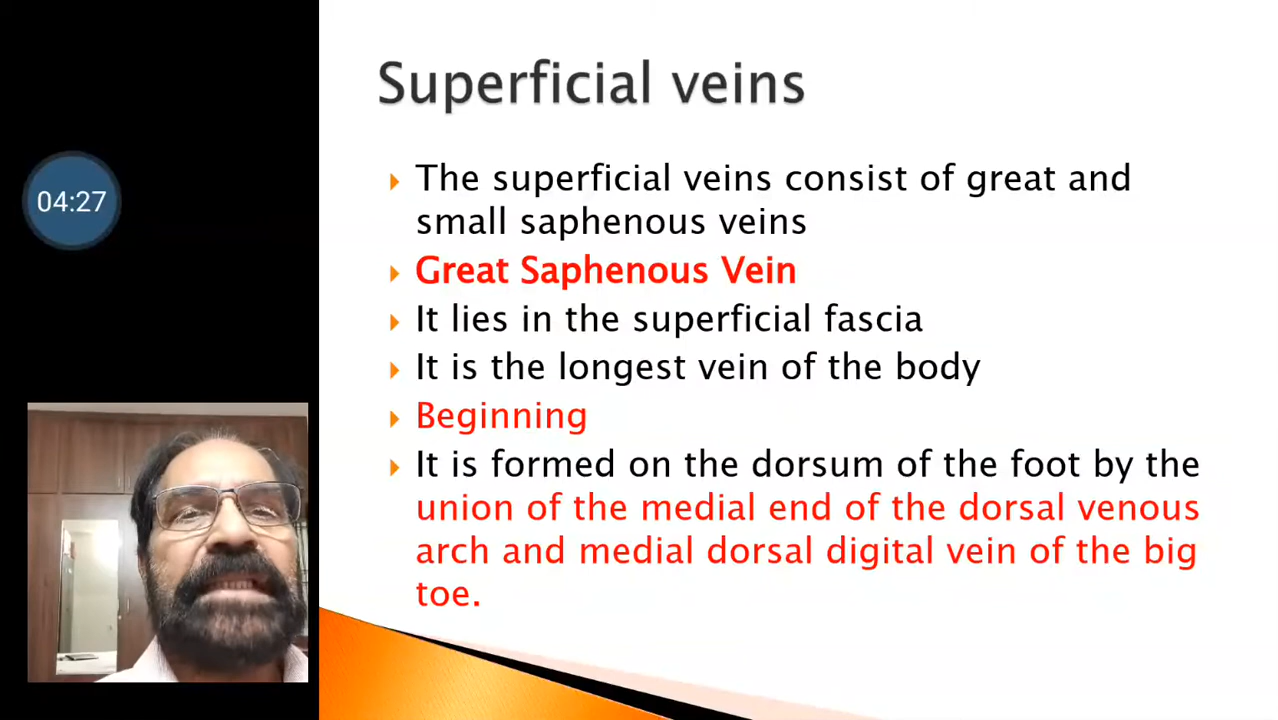 Superficial veins
04:27
The superficial veins consist of great and
small saphenous veins
Great Saphenous Vein
It lies in the superficial fascia
It is the longest vein of the body
Beginning
It is formed on the dorsum of the foot by the
union of the medial end of the dorsal venous
arch and medial dorsal digital vein of the big
toe.